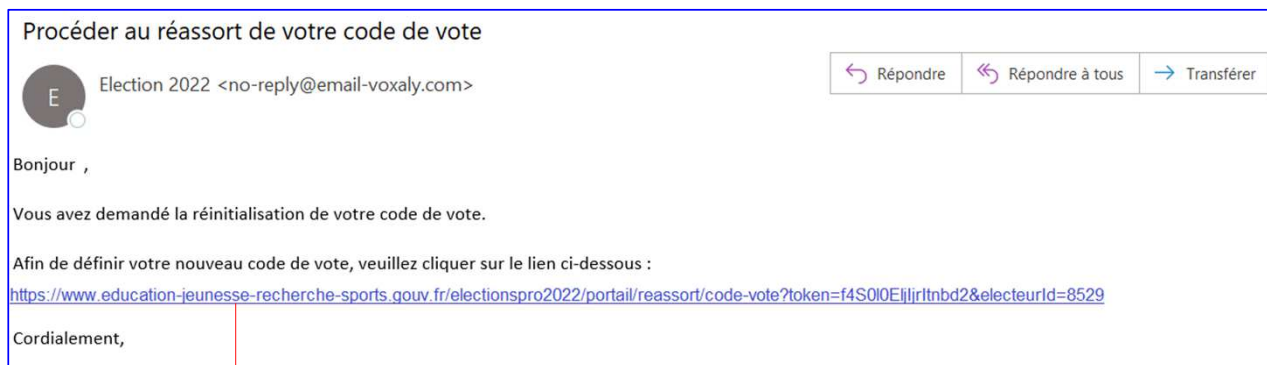 Procéder au réassort de votre code de vote
E
Election 2022 <no-reply@email-voxaly.com>
Répondre
Répondre à tous
Transférer
Bonjour ,
Vous avez demandé la réinitialisation de votre code de vote.
Afin de définir votre nouveau code de vote, veuillez cliquer sur le lien ci-dessous :
https://www.education-jeunesse-recherche-sports.gouv.fr/electionspro2022/portail/reassort/code-vote?token=f4S0l0EljIjrItnbd2&electeurId=8529
Cordialement,